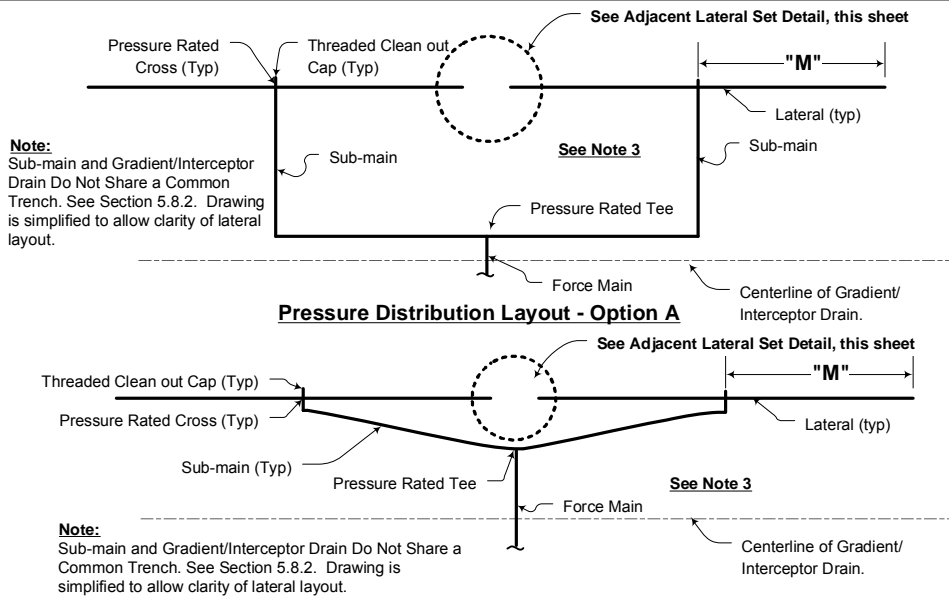 See Adjacent Lateral Set Detail, this sheet
Pressure Rated
Cross (Typ)
Threaded Clean out
Cap (Typ)
"M"
Lateral (typ)
Note:
Sub-main and Gradient/Interceptor
Drain Do Not Share a Common
Trench. See Section 5.8.2. Drawing
is simplified to allow clarity of lateral
layout.
Sub-main
See Note 3
Sub-main
Pressure Rated Tee
Force Main
Centerline of Gradient/
Interceptor Drain.
Pressure Distribution Layout - Option A
See Adjacent Lateral Set Detail, this sheet
Threaded Clean out Cap (Typ)
"M"
Pressure Rated Cross (Typ)
Lateral (typ)
Sub-main (Typ)
Pressure Rated Tee
See Note 3
Force Main
Note:
Sub-main and Gradient/Interceptor Drain Do Not Share a
Common Trench. See Section 5.8.2. Drawing is
simplified to allow clarity of lateral layout.
Centerline of Gradient/
Interceptor Drain.